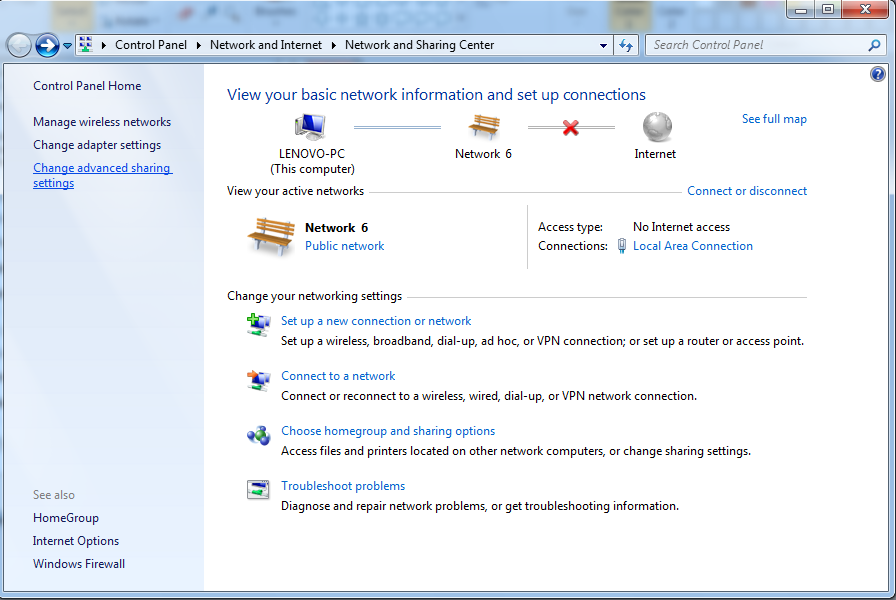 Control Panel Network and Internet Network and Sharing Center
Search Control Panel
Control Panel Home
Manage wireless networks
Change adapter settings
Change advanced sharing
settings
See also
HomeGroup
Internet Options
Windows Firewall
View your basic network information and set up connections
See full map
LENOVO-PC
(This computer)
Network 6
Internet
View your active networks
Connect or disconnect
Network 6
Public network
Access type: No Internet access
Connections: Local Area Connection
Change your networking settings
Set up a new connection or network
Set up a wireless, broadband, dial-up, ad hoc, or VPN connection; or set up a router or access point.
Connect to a network
Connect or reconnect to a wireless, wired, dial-up, or VPN network connection.
Choose homegroup and sharing options
Access files and printers located on other network computers, or change sharing settings.
Troubleshoot problems
Diagnose and repair network problems, or get troubleshooting information.